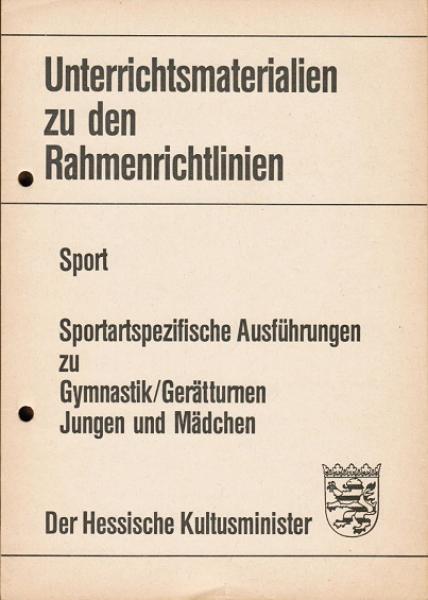 Unterrichtsmaterialien
zu den
Rahmenrichtlinien
Sport
Sportartspezifische Ausführungen
zu
Gymnastik/Gerätturnen
Jungen und Mädchen
Der Hessische Kultusminister